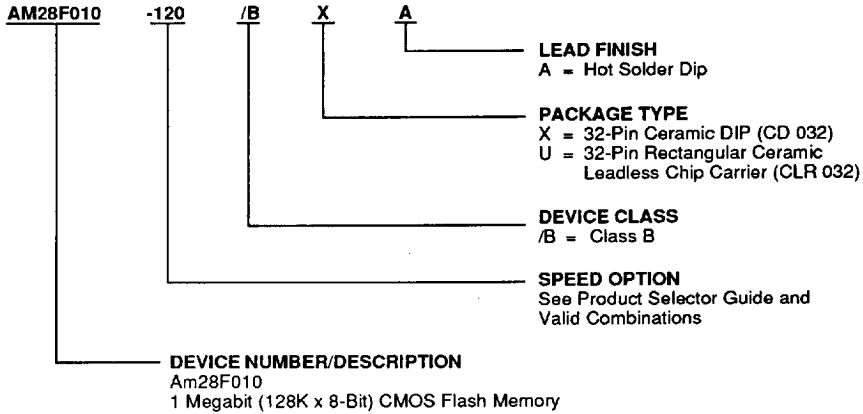 AM28F010 -120 /B X A
LEAD FINISH
A = Hot Solder Dip
PACKAGE TYPE
X = 32-Pin Ceramic DIP (CD 032)
U = 32-Pin Rectangular Ceramic
Leadless Chip Carrier (CLR 032)
DEVICE CLASS
/B = Class B
SPEED OPTION
See Product Selector Guide and
Valid Combinations
DEVICE NUMBER/DESCRIPTION
Am28F010
1 Megabit (128K x 8-Bit) CMOS Flash Memory